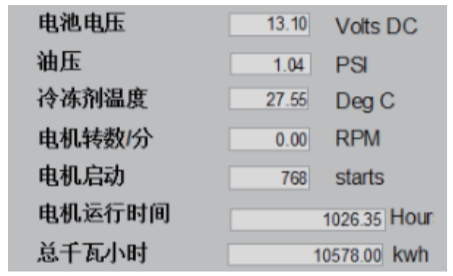 电池电压 13.10 Volts DC
油压 1.04 PSI
冷冻剂温度 27.55 Deg C
电机转数/分 0.00 RPM
电机启动 768 starts
电机运行时间 1026.35 Hour
总千瓦小时 10578.00 kwh